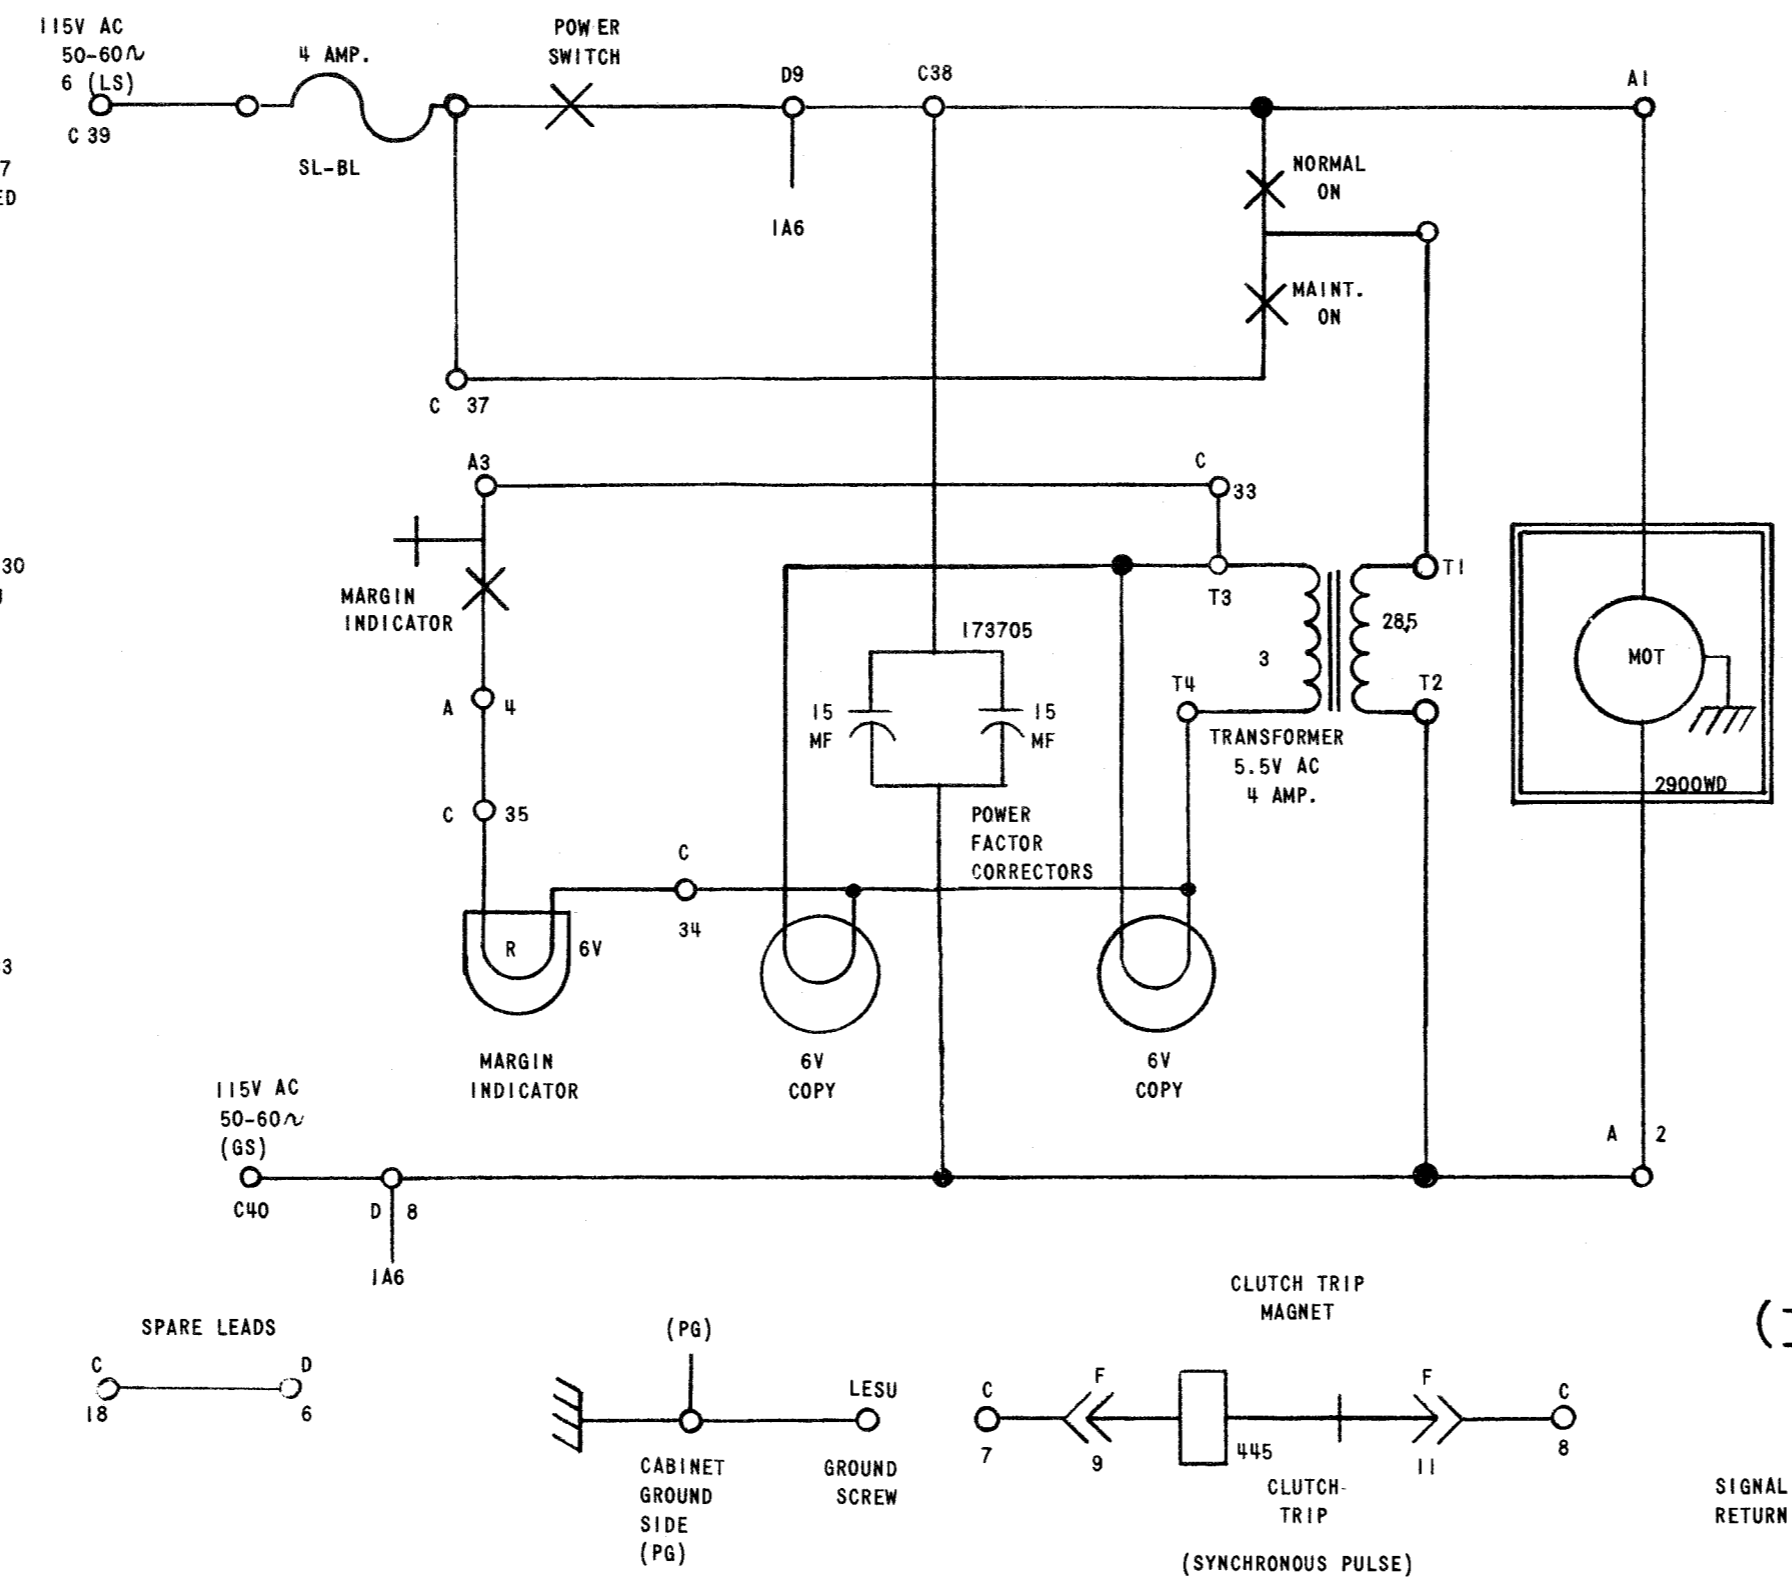 115V AC
50-60∿
6 (LS)
C 39
4 AMP.
SL-BL
POWER
SWITCH
D9
1A6
C38
A1
NORMAL
ON
MAINT.
ON
C 37
7
ED
30
3
A3
C
33
MARGIN
INDICATOR
A 4
C 35
R 6V
MARGIN
INDICATOR
C
34
173705
15
MF
15
MF
POWER
FACTOR
CORRECTORS
T3
T4
3
285
T1
T2
TRANSFORMER
5.5V AC
4 AMP.
MOT
2900WD
6V
COPY
6V
COPY
115V AC
50-60∿
(GS)
C40
D 8
1A6
A 2
SPARE LEADS
C D
18 6
(PG)
LESU
CABINET
GROUND
SIDE
(PG)
GROUND
SCREW
CLUTCH TRIP
MAGNET
C F F C
7 9 445 11 8
CLUTCH-
TRIP
(SYNCHRONOUS PULSE)
SIGNAL
RETURN